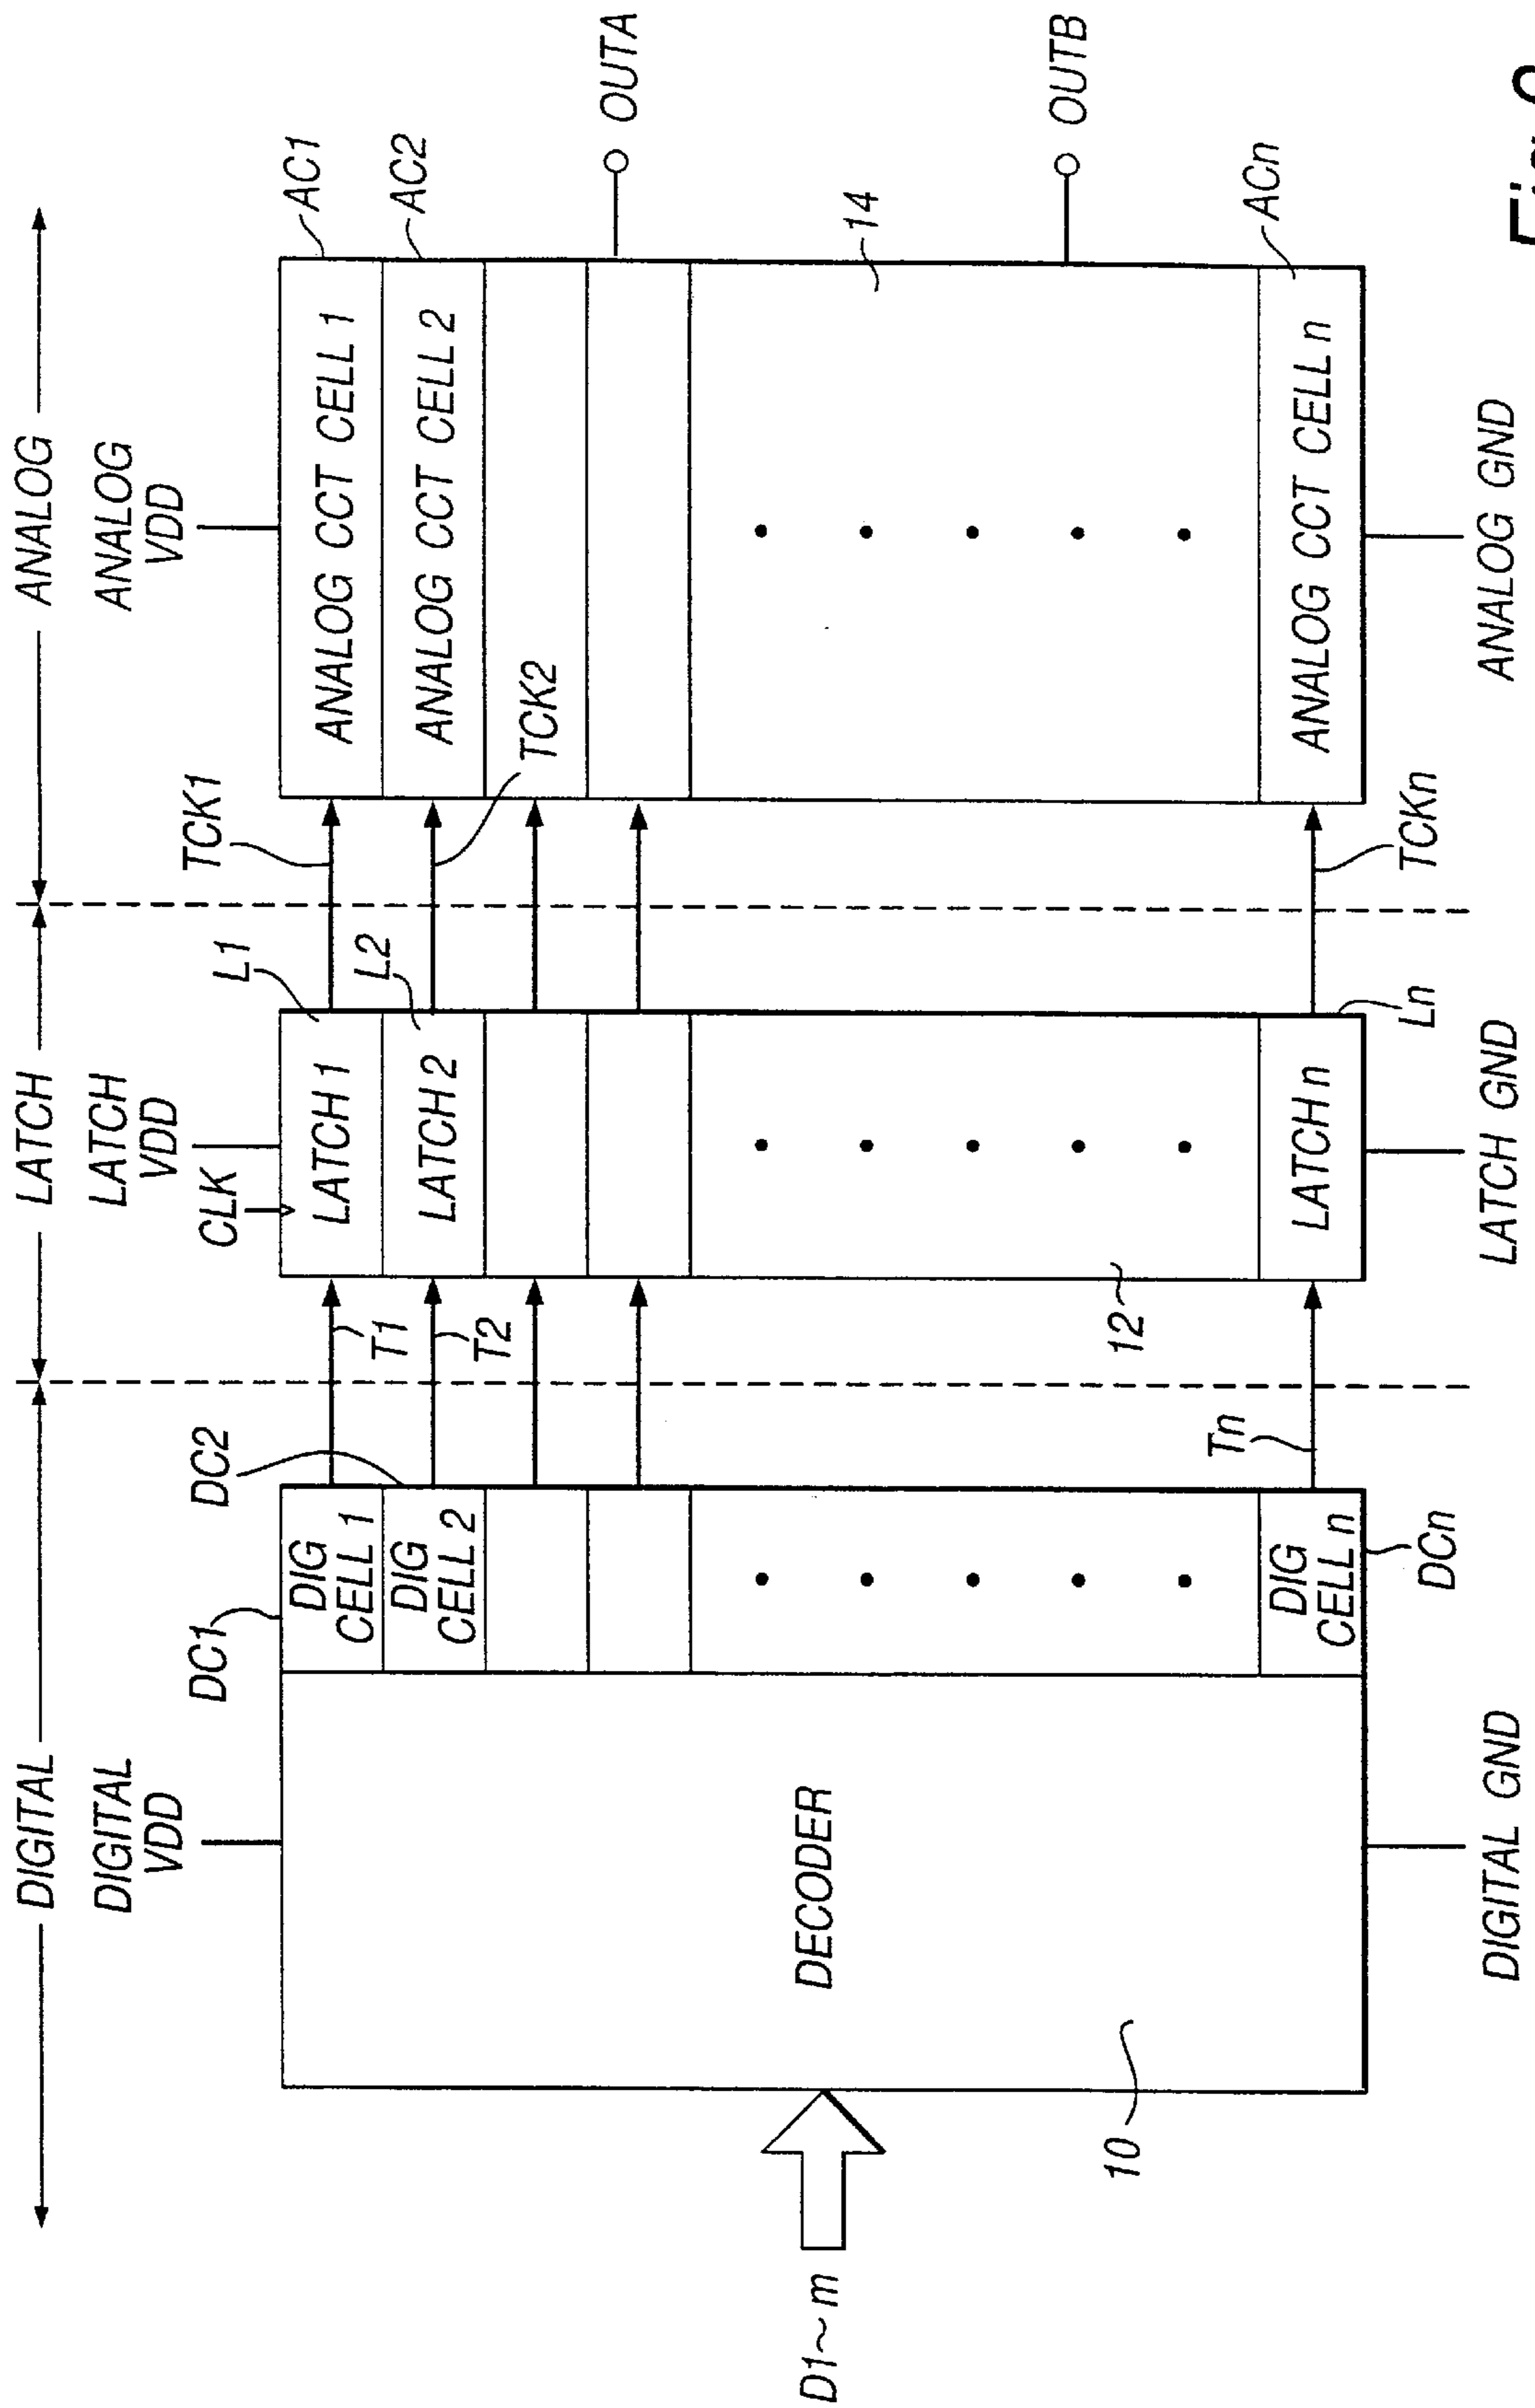 DIGITAL
LATCH
ANALOG
DIGITAL
VDD
LATCH
VDD
ANALOG
VDD
CLK
DC1
DC2
L1
L2
TCK1
AC1
AC2
D1~m
DECODER
10
DIG
CELL 1
DIG
CELL 2
DIG
CELL n
DCn
T1
T2
Tn
LATCH 1
LATCH 2
LATCH n
12
Ln
TCK2
TCKn
ANALOG CCT CELL 1
ANALOG CCT CELL 2
ANALOG CCT CELL n
14
ACn
OUTA
OUTB
DIGITAL GND
LATCH GND
ANALOG GND